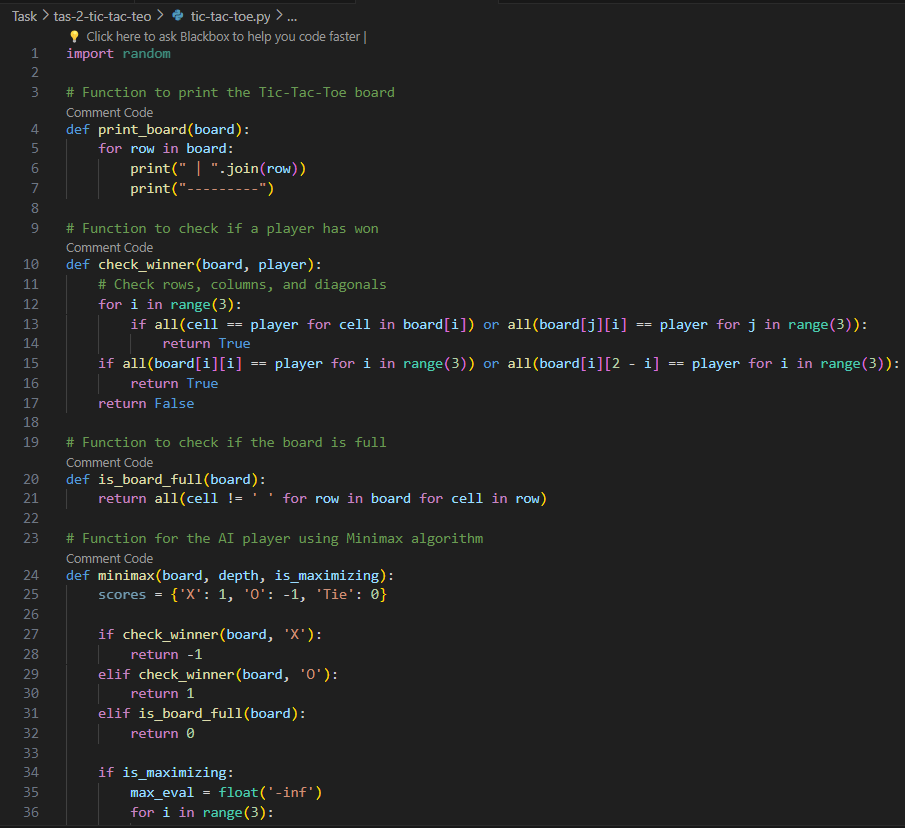 Task > tas-2-tic-tac-teo > tic-tac-toe.py > ...
Click here to ask Blackbox to help you code faster |
1 import random
2
3 # Function to print the Tic-Tac-Toe board
Comment Code
4 def print_board(board):
5     for row in board:
6         print(" | ".join(row))
7         print("---------")
8
9 # Function to check if a player has won
Comment Code
10 def check_winner(board, player):
11     # Check rows, columns, and diagonals
12     for i in range(3):
13         if all(cell == player for cell in board[i]) or all(board[j][i] == player for j in range(3)):
14             return True
15     if all(board[i][i] == player for i in range(3)) or all(board[i][2 - i] == player for i in range(3)):
16         return True
17     return False
18
19 # Function to check if the board is full
Comment Code
20 def is_board_full(board):
21     return all(cell != ' ' for row in board for cell in row)
22
23 # Function for the AI player using Minimax algorithm
Comment Code
24 def minimax(board, depth, is_maximizing):
25     scores = {'X': 1, 'O': -1, 'Tie': 0}
26
27     if check_winner(board, 'X'):
28         return -1
29     elif check_winner(board, 'O'):
30         return 1
31     elif is_board_full(board):
32         return 0
33
34     if is_maximizing:
35         max_eval = float('-inf')
36         for i in range(3):